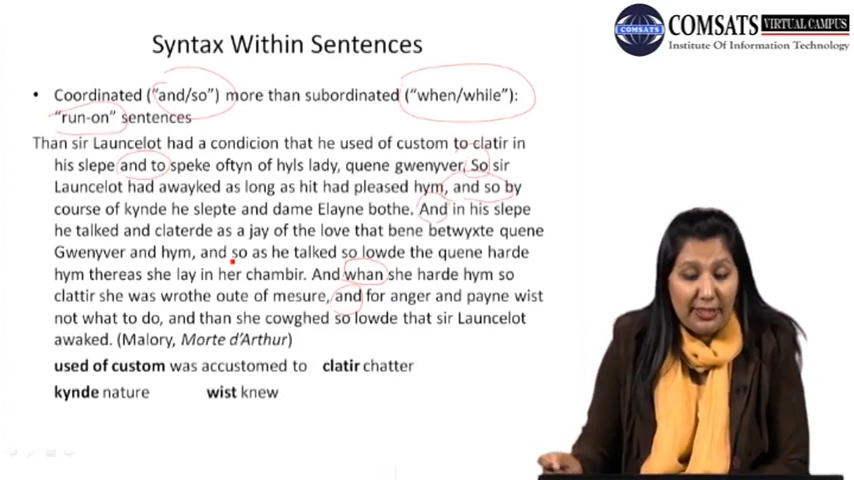 COMSATS VIRTUAL CAMPUS
COMSATS
Institute Of Information Technology
Syntax Within Sentences
• Coordinated ("and/so") more than subordinated ("when/while"):
"run-on" sentences
Than sir Launcelot had a condicion that he used of custom to clatir in
his slepe and to speke oftyn of hyls lady, quene gwenyver. So sir
Launcelot had awayked as long as hit had pleased hym, and so by
course of kynde he slepte and dame Elayne bothe. And in his slepe
he talked and claterde as a jay of the love that bene betwyxte quene
Gwenyver and hym, and so as he talked so lowde the quene harde
hym thereas she lay in her chambir. And whan she harde hym so
clattir she was wrothe oute of mesure, and for anger and payne wist
not what to do, and than she cowghed so lowde that sir Launcelot
awaked. (Malory, Morte d'Arthur)
used of custom was accustomed to clatir chatter
kynde nature wist knew